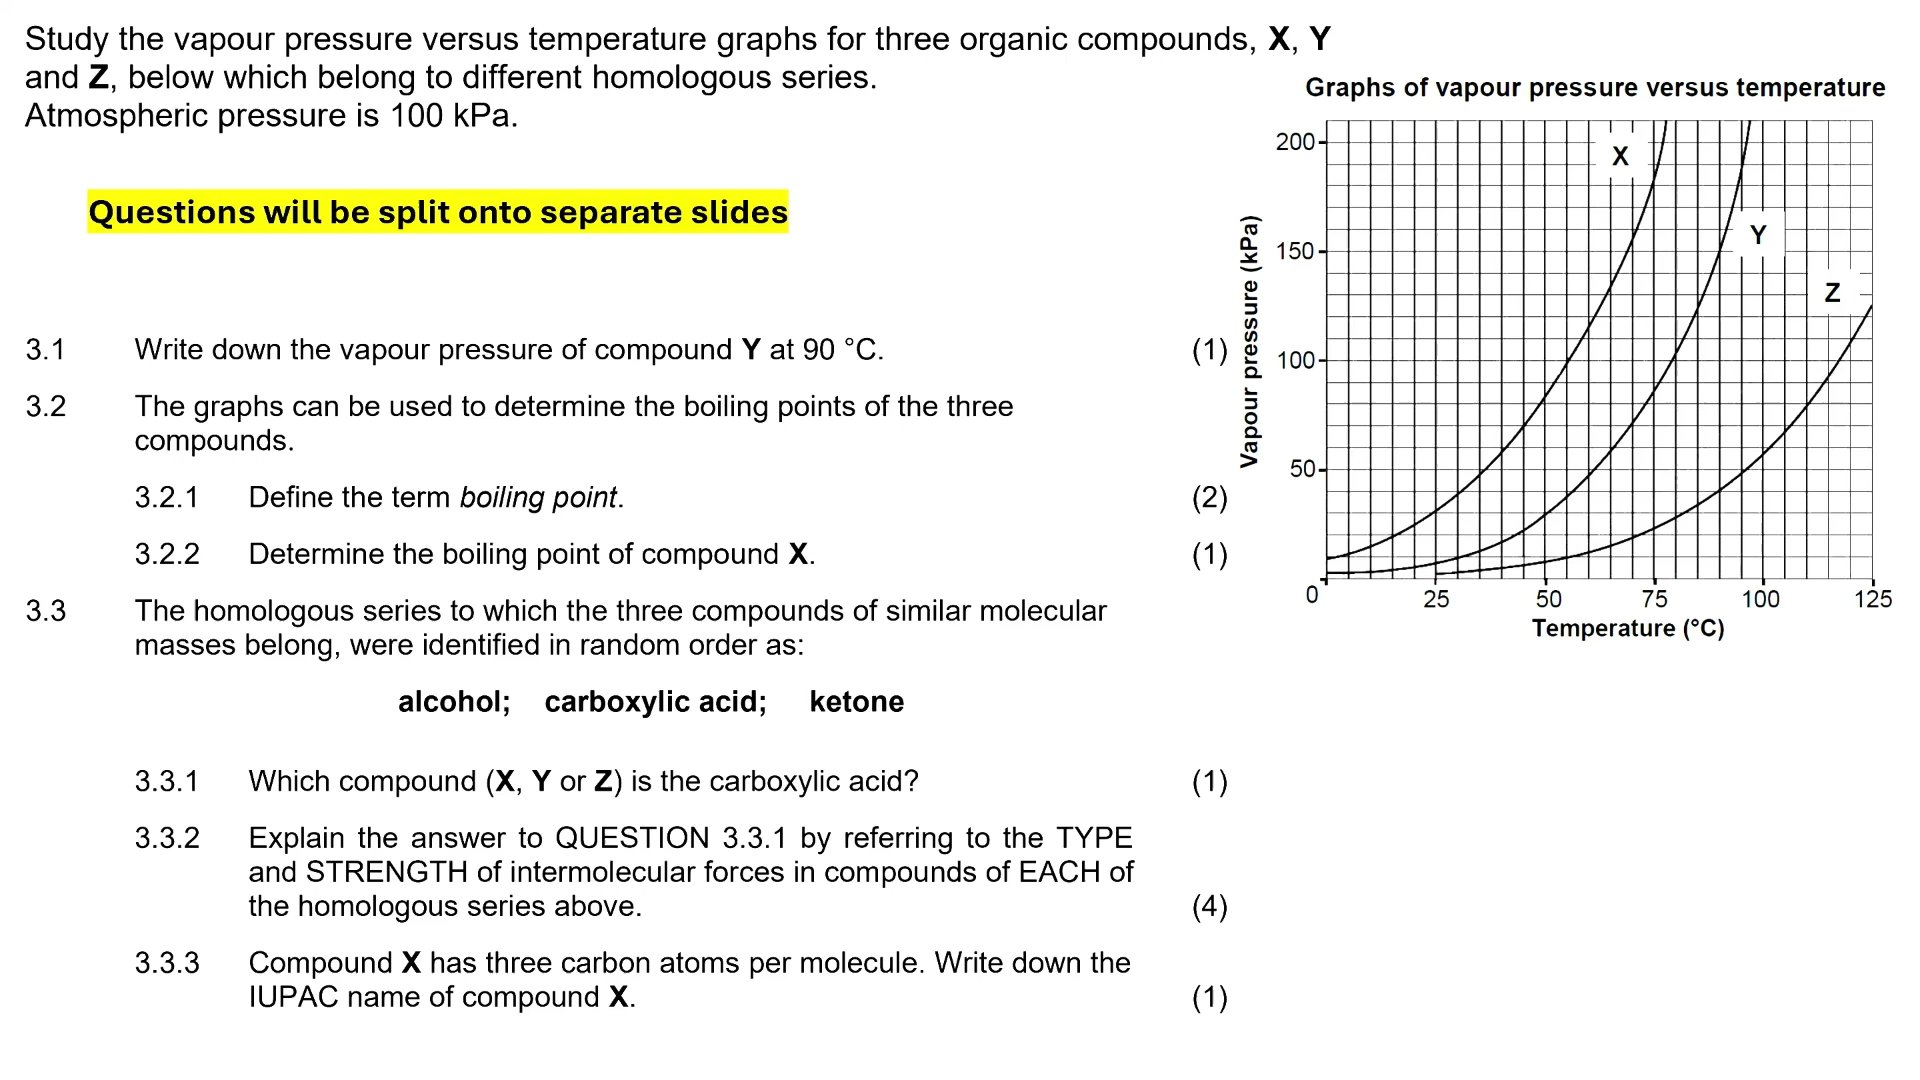 Study the vapour pressure versus temperature graphs for three organic compounds, X, Y
and Z, below which belong to different homologous series.
Atmospheric pressure is 100 kPa.
Questions will be split onto separate slides
3.1 Write down the vapour pressure of compound Y at 90 °C. (1)
3.2 The graphs can be used to determine the boiling points of the three
compounds.
3.2.1 Define the term boiling point. (2)
3.2.2 Determine the boiling point of compound X. (1)
3.3 The homologous series to which the three compounds of similar molecular
masses belong, were identified in random order as:
alcohol; carboxylic acid; ketone
3.3.1 Which compound (X, Y or Z) is the carboxylic acid? (1)
3.3.2 Explain the answer to QUESTION 3.3.1 by referring to the TYPE
and STRENGTH of intermolecular forces in compounds of EACH of
the homologous series above. (4)
3.3.3 Compound X has three carbon atoms per molecule. Write down the
IUPAC name of compound X. (1)
Graphs of vapour pressure versus temperature
Vapour pressure (kPa)
200
150
100
50
0
X
Y
Z
25 50 75 100 125
Temperature (°C)